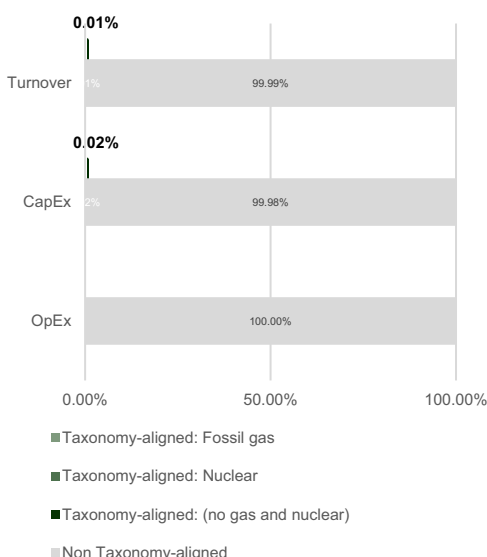 0.01%
Turnover 1% 99.99%
0.02%
CapEx 2% 99.98%
OpEx 100.00%
0.00% 50.00% 100.00%
Taxonomy-aligned: Fossil gas
Taxonomy-aligned: Nuclear
Taxonomy-aligned: (no gas and nuclear)
Non Taxonomy-aligned